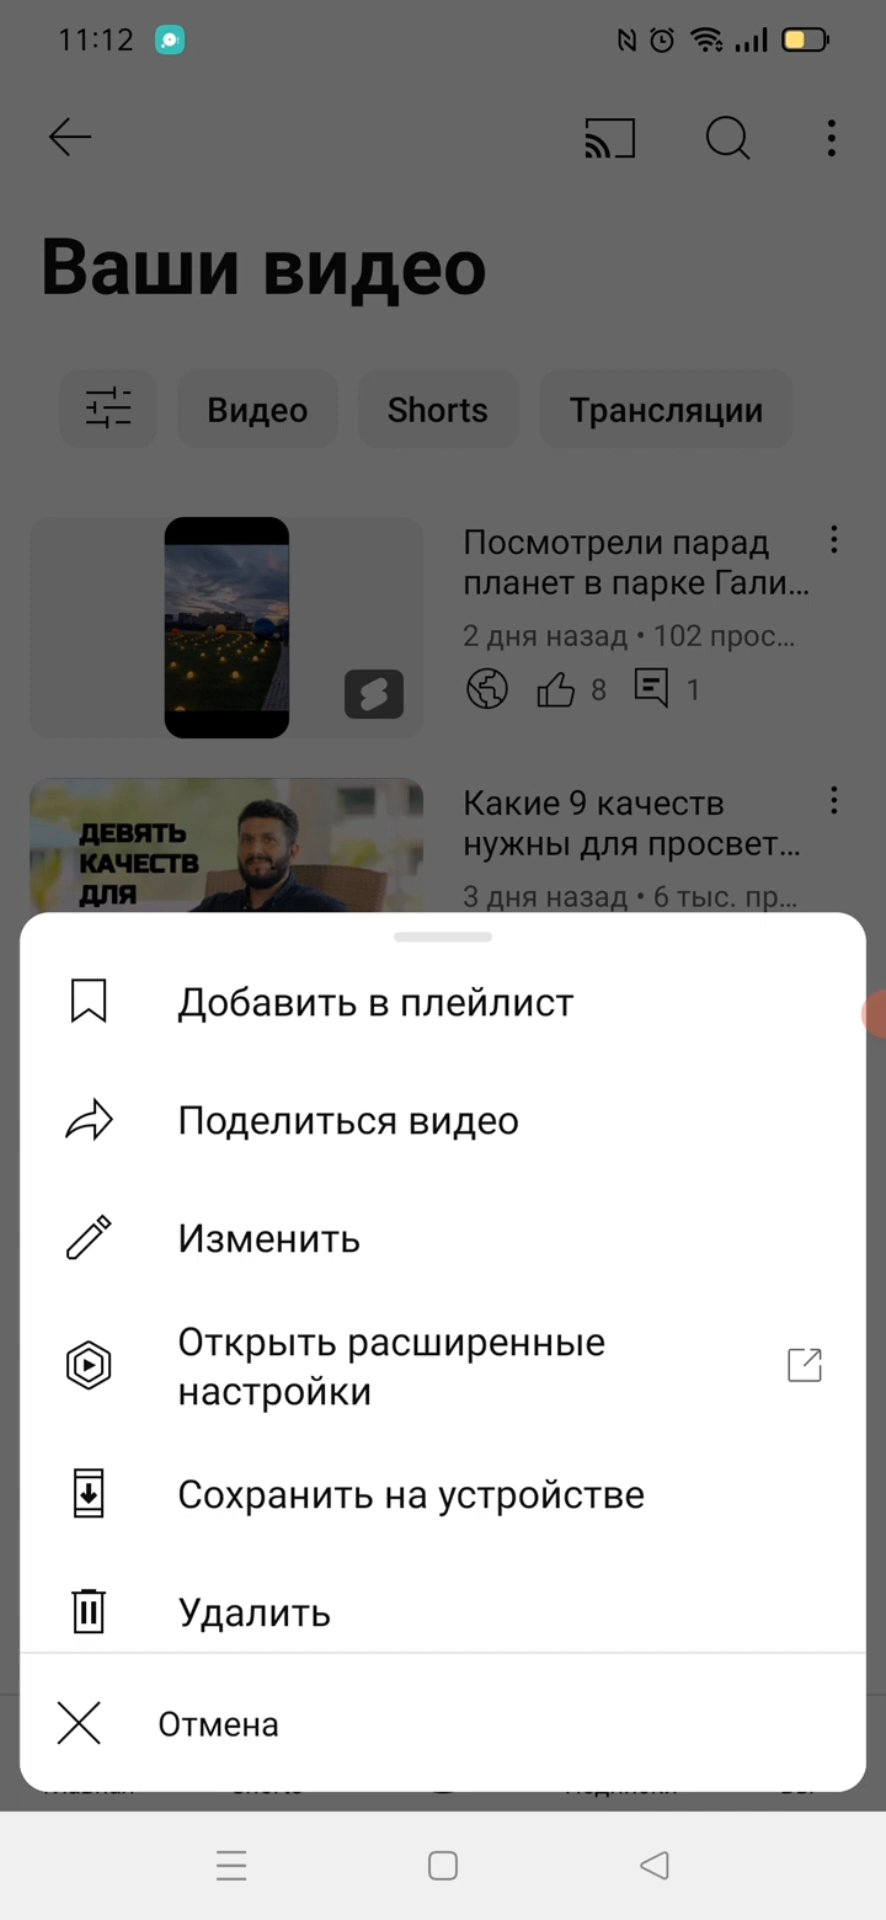 11:12
Ваши видео
Видео
Shorts
Трансляции
Посмотрели парад
планет в парке Гали...
2 дня назад • 102 прос...
8
1
ДЕВЯТЬ
КАЧЕСТВ
ДЛЯ
Какие 9 качеств
нужны для просвет...
3 дня назад • 6 тыс. пр...
Добавить в плейлист
Поделиться видео
Изменить
Открыть расширенные
настройки
Сохранить на устройстве
Удалить
Отмена